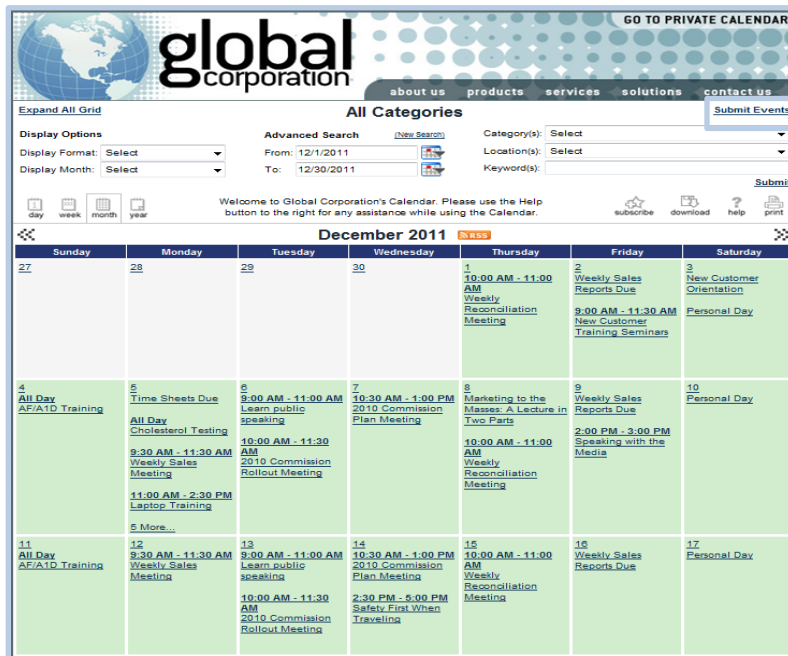 GO TO PRIVATE CALENDAR
global
corporation
about us products services solutions contact us
Expand All Grid All Categories Submit Events
Display Options Advanced Search (New Search) Category(s): Select
Display Format: Select From: 12/1/2011 Location(s): Select
Display Month: Select To: 12/30/2011 Keyword(s):
Submit
Welcome to Global Corporation's Calendar. Please use the Help
button to the right for any assistance while using the Calendar.
day week month year subscribe download help print
December 2011 RSS
Sunday Monday Tuesday Wednesday Thursday Friday Saturday
27
28
29
30
1
10:00 AM - 11:00
AM
Weekly
Reconciliation
Meeting
2
Weekly Sales
Reports Due
9:00 AM - 11:30 AM
New Customer
Training Seminars
3
New Customer
Orientation
Personal Day
4
All Day
AF/A1D Training
5
Time Sheets Due
All Day
Cholesterol Testing
9:30 AM - 11:30 AM
Weekly Sales
Meeting
11:00 AM - 2:30 PM
Laptop Training
5 More...
6
9:00 AM - 11:00 AM
Learn public
speaking
10:00 AM - 11:30
AM
2010 Commission
Rollout Meeting
7
10:30 AM - 1:00 PM
2010 Commission
Plan Meeting
8
Marketing to the
Masses: A Lecture in
Two Parts
10:00 AM - 11:00
AM
Weekly
Reconciliation
Meeting
9
Weekly Sales
Reports Due
2:00 PM - 3:00 PM
Speaking with the
Media
10
Personal Day
11
All Day
AF/A1D Training
12
9:30 AM - 11:30 AM
Weekly Sales
Meeting
13
9:00 AM - 11:00 AM
Learn public
speaking
10:00 AM - 11:30
AM
2010 Commission
Rollout Meeting
14
10:30 AM - 1:00 PM
2010 Commission
Plan Meeting
2:30 PM - 5:00 PM
Safety First When
Traveling
15
10:00 AM - 11:00
AM
Weekly
Reconciliation
Meeting
16
Weekly Sales
Reports Due
17
Personal Day